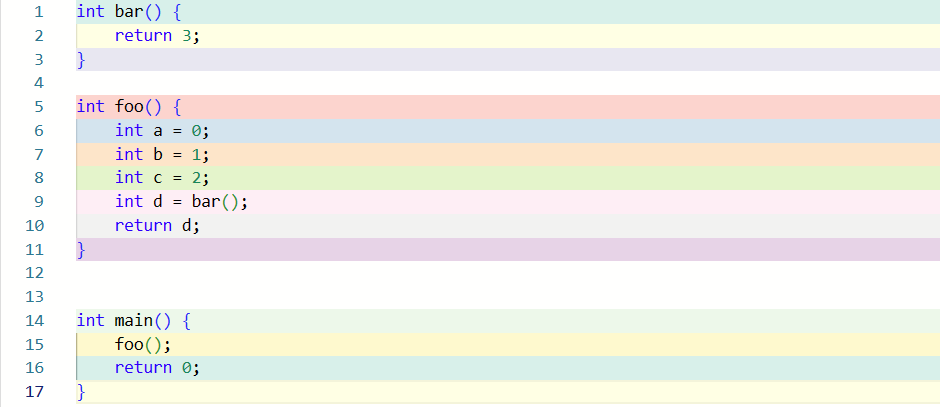 1 int bar() {
2     return 3;
3 }
4
5 int foo() {
6     int a = 0;
7     int b = 1;
8     int c = 2;
9     int d = bar();
10     return d;
11 }
12
13
14 int main() {
15     foo();
16     return 0;
17 }